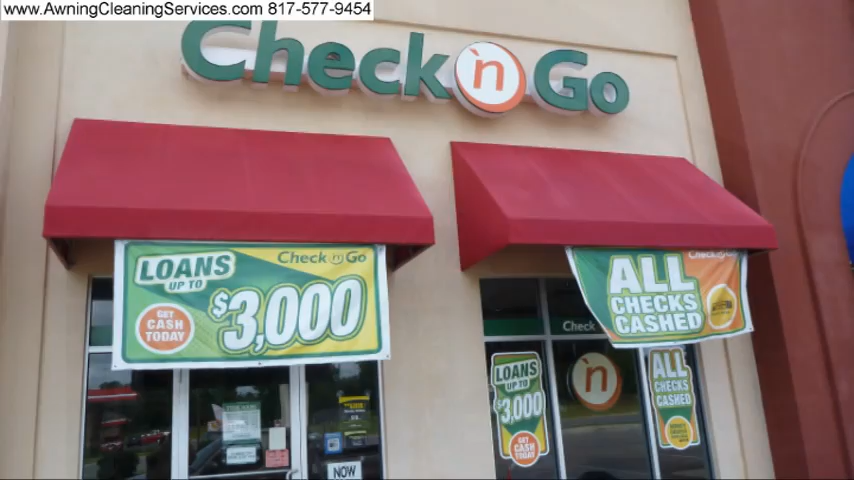 www.AwningCleaningServices.com 817-577-9454
Check 'n Go
LOANS
UP TO
$3,000
GET
CASH
TODAY
Check 'n Go
ALL
CHECKS
CASHED
Check
LOANS
UP TO
$3,000
GET
CASH
TODAY
'n
ALL
CHECKS
CASHED
NOW